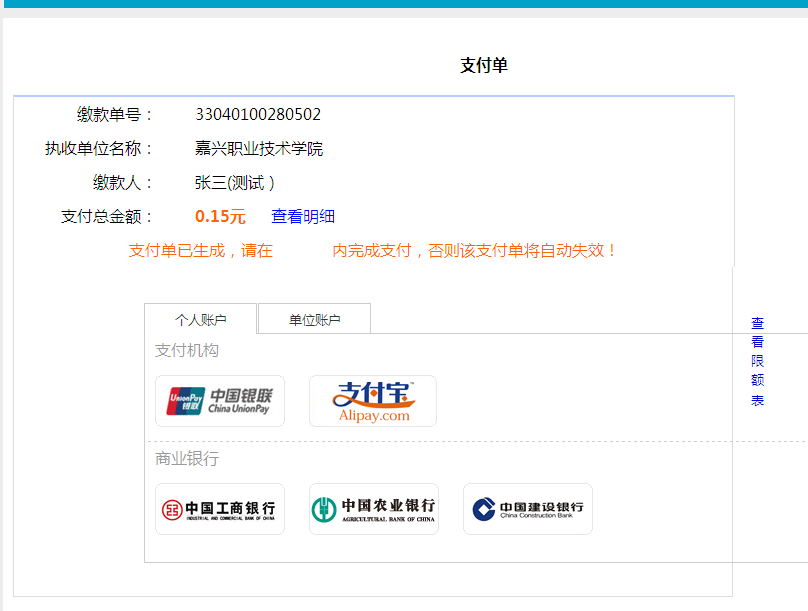 支付单
缴款单号： 33040100280502
执收单位名称： 嘉兴职业技术学院
缴款人： 张三(测试 )
支付总金额： 0.15元 查看明细
支付单已生成，请在 内完成支付，否则该支付单将自动失效！
个人账户 单位账户
查看限额表
支付机构
UnionPay 银联 中国银联 China UnionPay
支付宝 Alipay.com
商业银行
中国工商银行 INDUSTRIAL AND COMMERCIAL BANK OF CHINA
中国农业银行 AGRICULTURAL BANK OF CHINA
中国建设银行 China Construction Bank